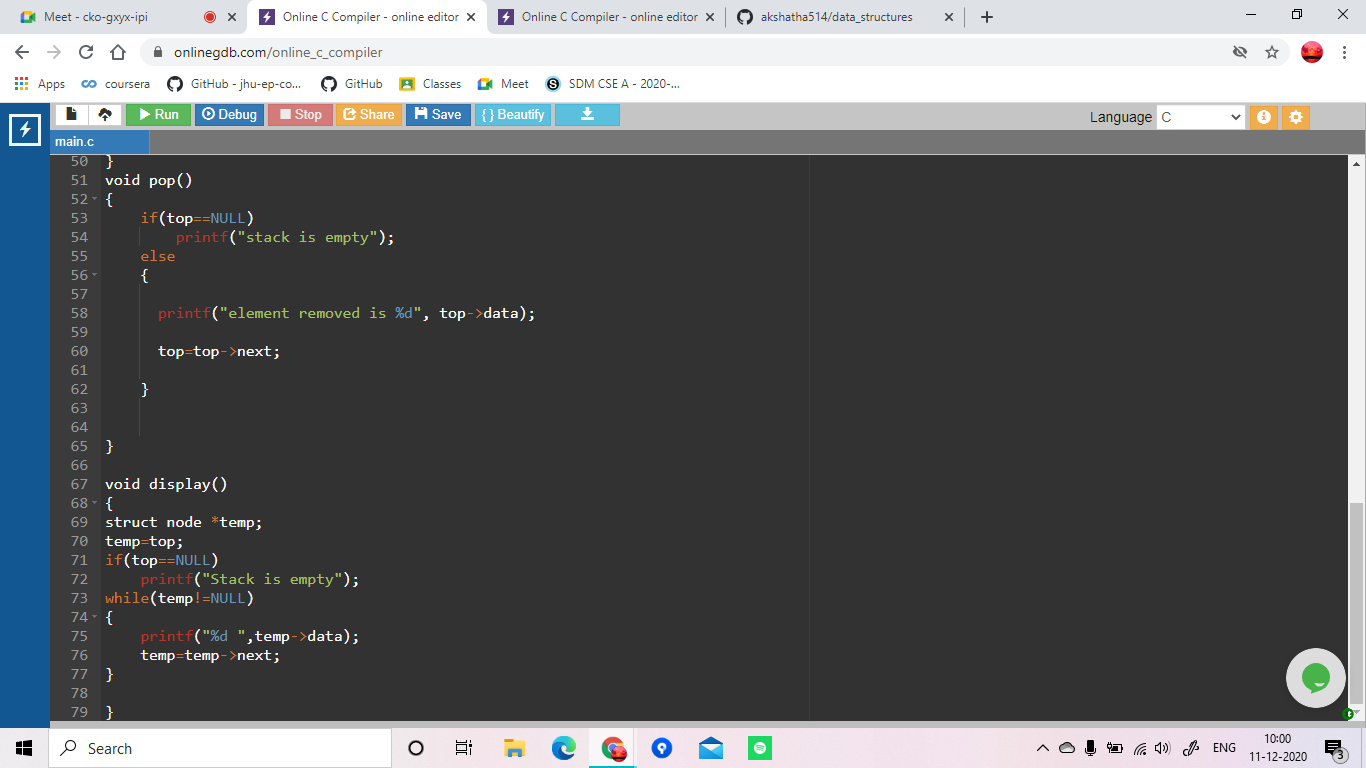 Meet - cko-gxyx-ipi
Online C Compiler - online editor
Online C Compiler - online editor
akshatha514/data_structures
onlinegdb.com/online_c_compiler
Apps
coursera
GitHub - jhu-ep-co...
GitHub
Classes
Meet
SDM CSE A - 2020-...
Run
Debug
Stop
Share
Save
{ } Beautify
Language C
main.c
50 }
51 void pop()
52 {
53 if(top==NULL)
54 printf("stack is empty");
55 else
56 {
57
58 printf("element removed is %d", top->data);
59
60 top=top->next;
61
62 }
63
64
65 }
66
67 void display()
68 {
69 struct node *temp;
70 temp=top;
71 if(top==NULL)
72 printf("Stack is empty");
73 while(temp!=NULL)
74 {
75 printf("%d ",temp->data);
76 temp=temp->next;
77 }
78
79 }
Search
ENG
10:00
11-12-2020
3